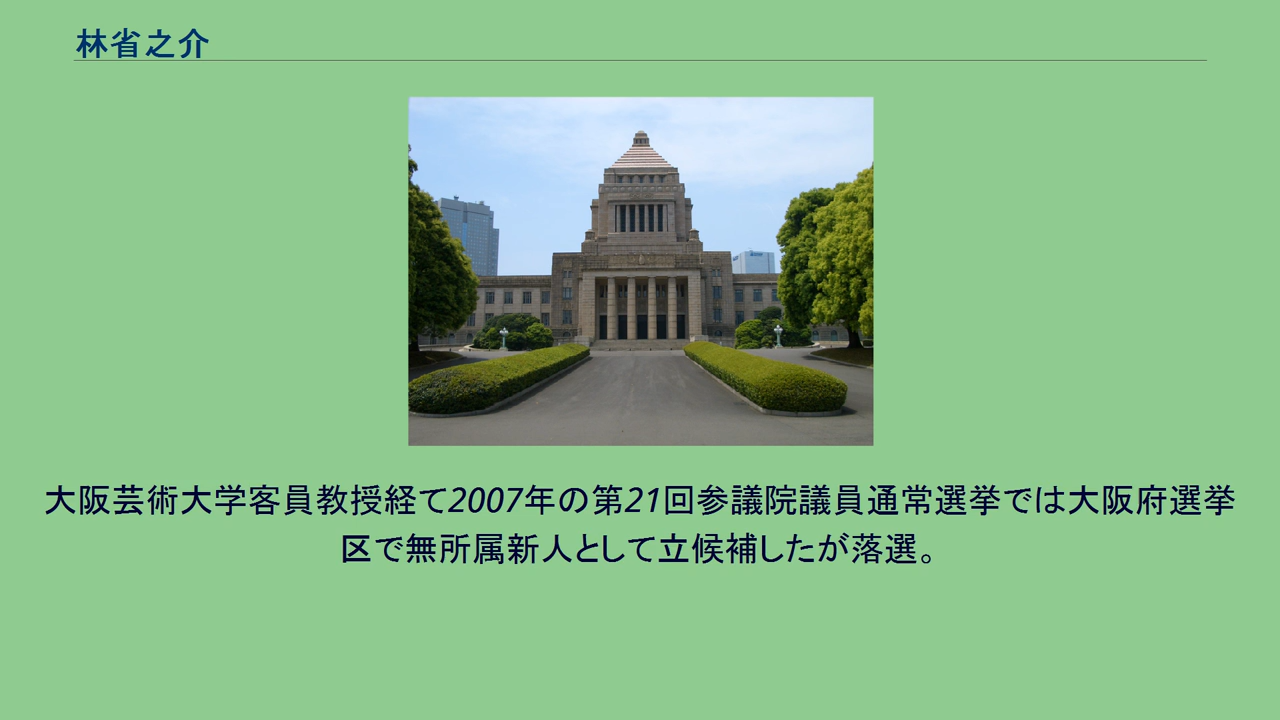 林省之介
大阪芸術大学客員教授経て2007年の第21回参議院議員通常選挙では大阪府選挙
区で無所属新人として立候補したが落選。